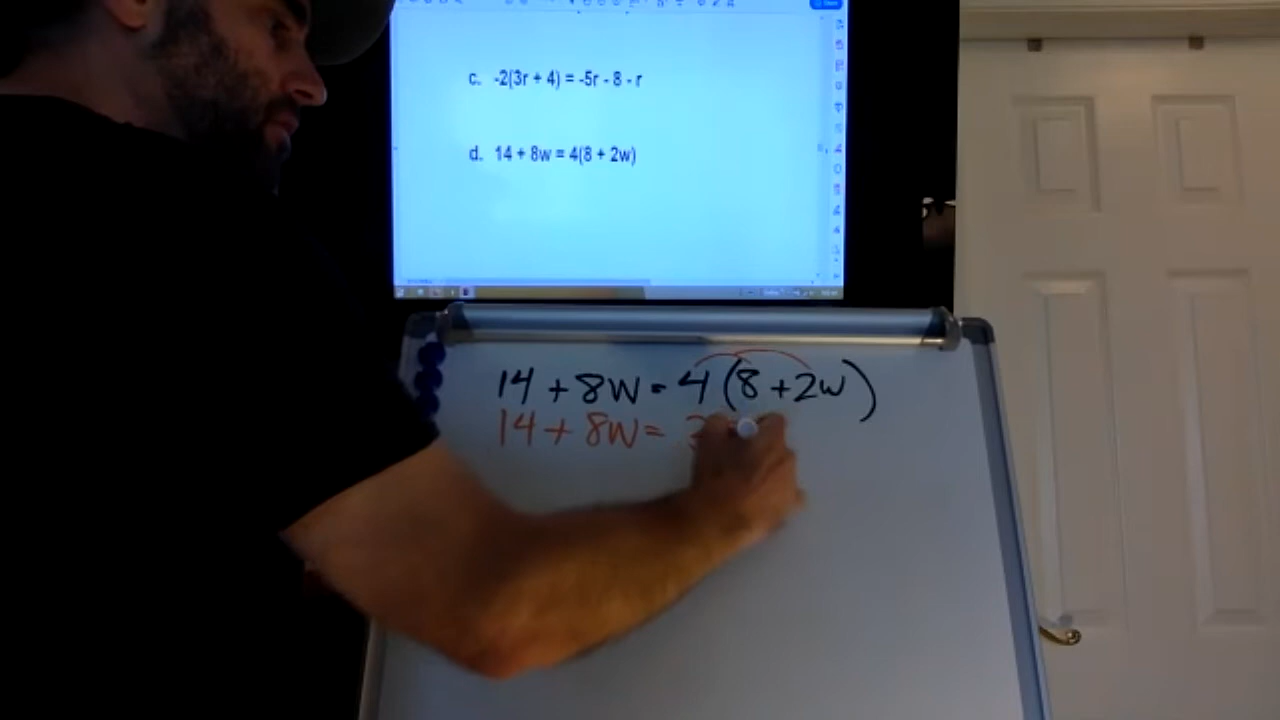 c. -2(3r + 4) = -5r - 8 - r
d. 14 + 8w = 4(8 + 2w)
14 + 8w = 4(8 + 2w)
14 + 8w =